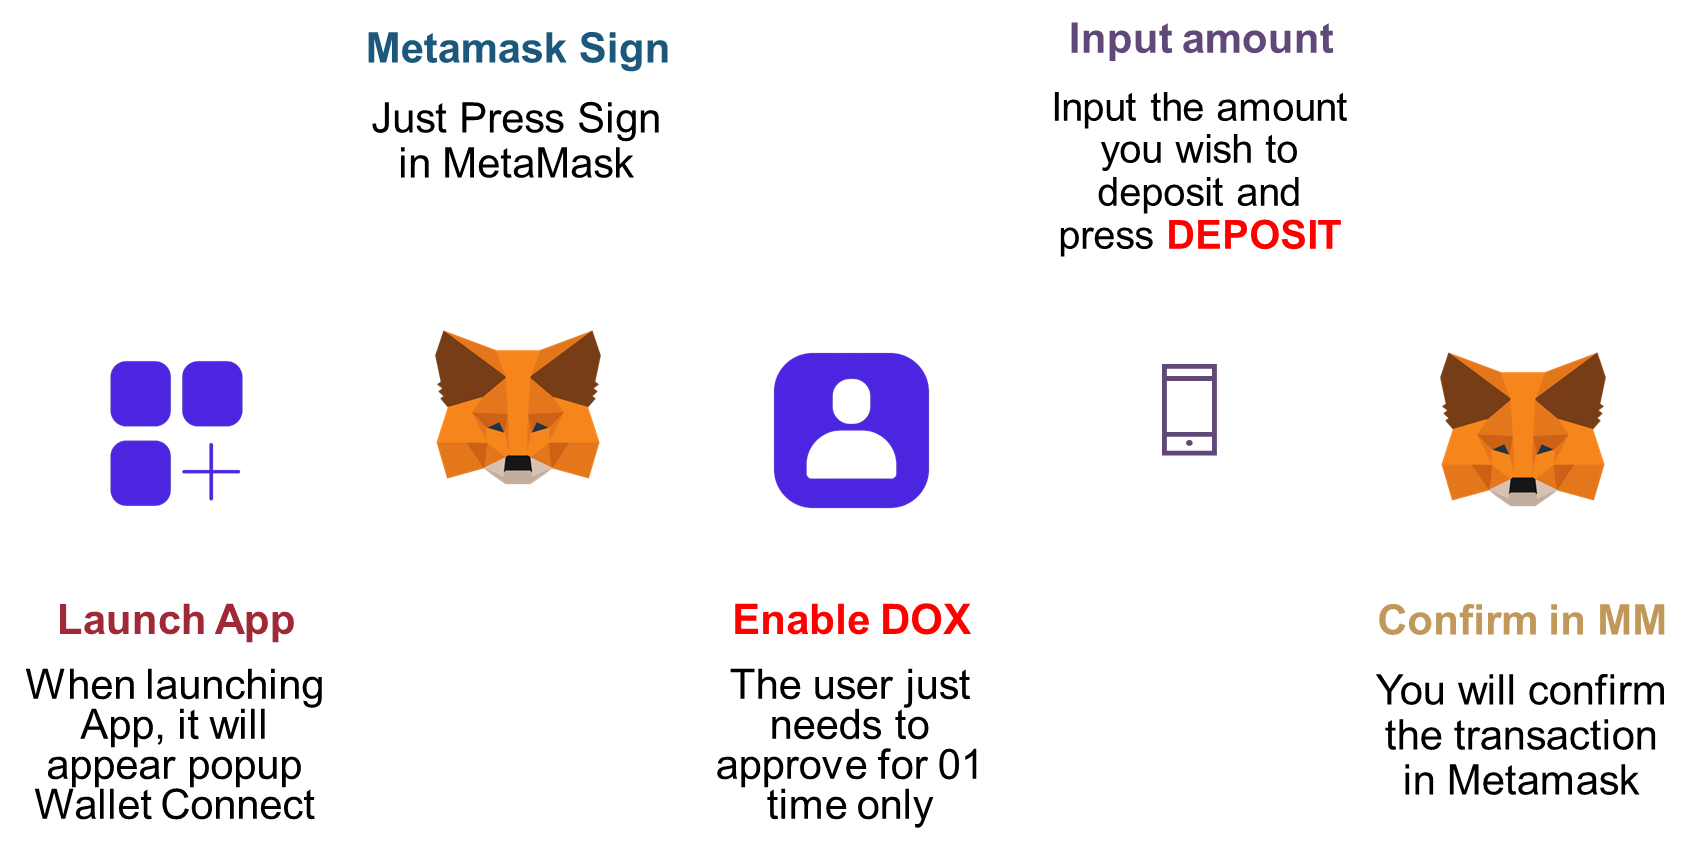 Launch App
When launching
App, it will
appear popup
Wallet Connect
Metamask Sign
Just Press Sign
in MetaMask
Enable DOX
The user just
needs to
approve for 01
time only
Input amount
Input the amount
you wish to
deposit and
press DEPOSIT
Confirm in MM
You will confirm
the transaction
in Metamask